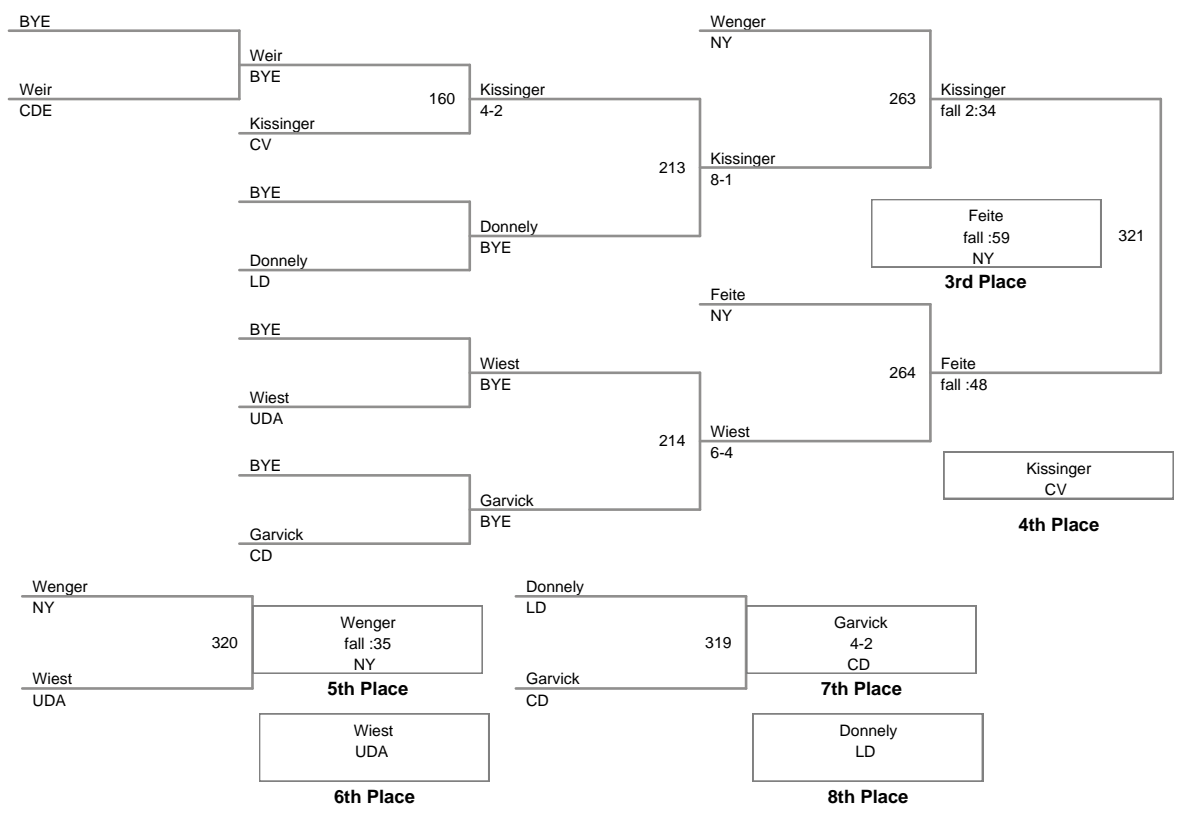 BYE
Weir
CDE
Weir
BYE
160
Kissinger
CV
Kissinger
4-2
BYE
Donnely
LD
Donnely
BYE
213
Kissinger
8-1
Wenger
NY
263
Kissinger
fall 2:34
Feite
fall :59
NY
3rd Place
321
BYE
Wiest
UDA
Wiest
BYE
BYE
Garvick
CD
Garvick
BYE
214
Wiest
6-4
Feite
NY
264
Feite
fall :48
Kissinger
CV
4th Place
Wenger
NY
320
Wiest
UDA
Wenger
fall :35
NY
5th Place
Wiest
UDA
6th Place
Donnely
LD
319
Garvick
CD
Garvick
4-2
CD
7th Place
Donnely
LD
8th Place